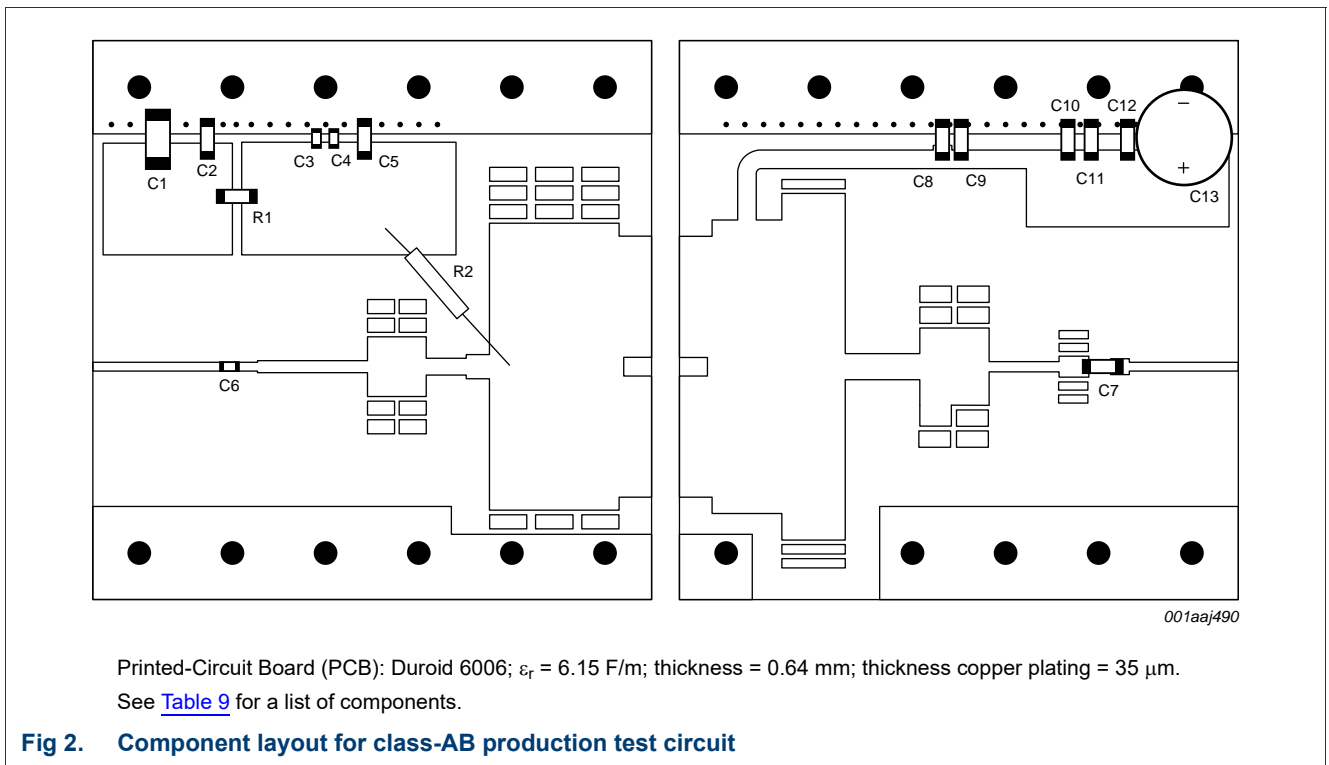 C10 C12
−
C3 C4 C5
C1 C2
R1
C8 C9 C11
+
C13
R2
C6
C7
001aaj490
Printed-Circuit Board (PCB): Duroid 6006; εr = 6.15 F/m; thickness = 0.64 mm; thickness copper plating = 35 μm.
See Table 9 for a list of components.
Fig 2. Component layout for class-AB production test circuit